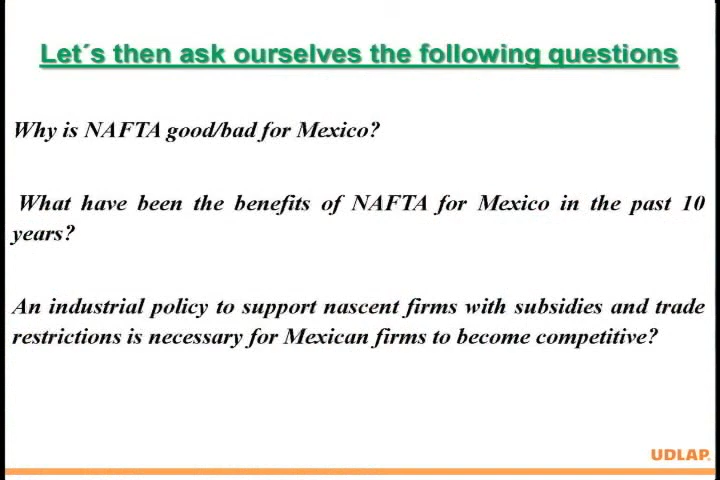 Let´s then ask ourselves the following questions
Why is NAFTA good/bad for Mexico?
What have been the benefits of NAFTA for Mexico in the past 10
years?
An industrial policy to support nascent firms with subsidies and trade
restrictions is necessary for Mexican firms to become competitive?
UDLAP